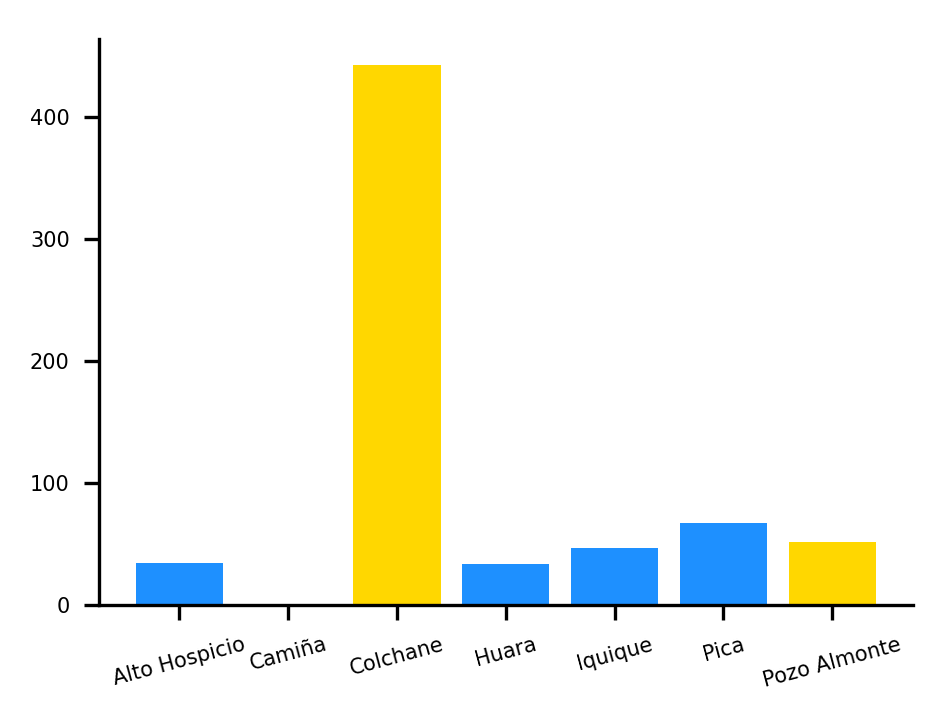 400
300
200
100
0
Alto Hospicio
Camiña
Colchane
Huara
Iquique
Pica
Pozo Almonte